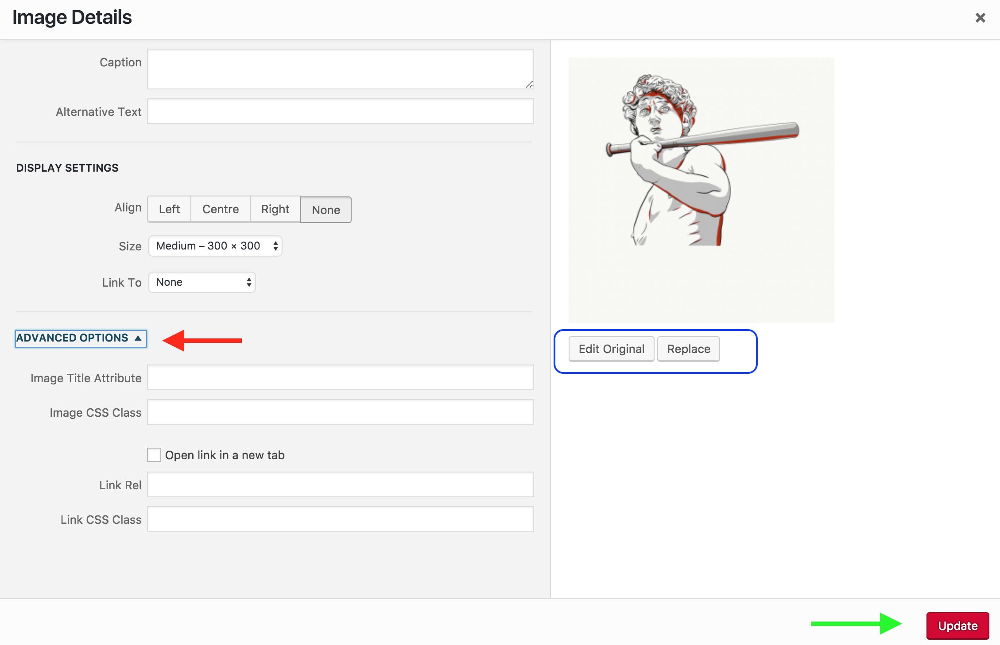 Image Details
Caption
Alternative Text
DISPLAY SETTINGS
Align Left Centre Right None
Size Medium – 300 × 300
Link To None
ADVANCED OPTIONS ▲
Image Title Attribute
Image CSS Class
Open link in a new tab
Link Rel
Link CSS Class
Edit Original Replace
Update